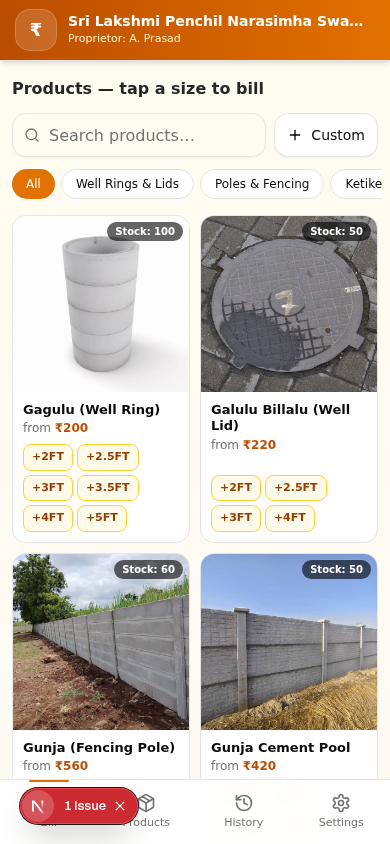 ₹
Sri Lakshmi Penchil Narasimha Swa...
Proprietor: A. Prasad
Products — tap a size to bill
Search products...
+ Custom
All
Well Rings & Lids
Poles & Fencing
Ketike
Stock: 100
Stock: 50
Gagulu (Well Ring)
from ₹200
+2FT
+2.5FT
+3FT
+3.5FT
+4FT
+5FT
Galulu Billalu (Well
Lid)
from ₹220
+2FT
+2.5FT
+3FT
+4FT
Stock: 60
Stock: 50
Gunja (Fencing Pole)
from ₹560
Gunja Cement Pool
from ₹420
N
1 Issue
roducts
History
Settings